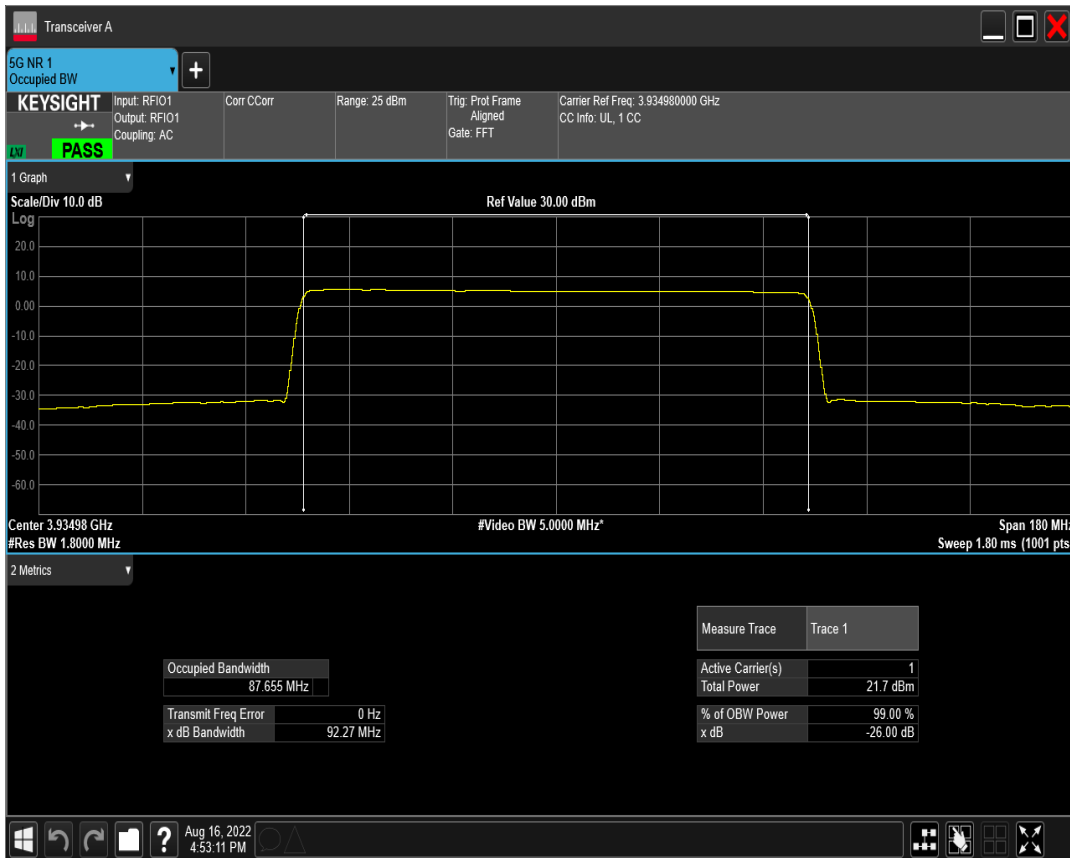 Transceiver A
5G NR 1
Occupied BW
KEYSIGHT
LXI
PASS
Input: RFIO1
Output: RFIO1
Coupling: AC
Corr CCorr
Range: 25 dBm
Trig: Prot Frame
Aligned
Gate: FFT
Carrier Ref Freq: 3.934980000 GHz
CC Info: UL, 1 CC
1 Graph
Scale/Div 10.0 dB
Ref Value 30.00 dBm
Log
20.0
10.0
0.00
-10.0
-20.0
-30.0
-40.0
-50.0
-60.0
Center 3.93498 GHz
#Video BW 5.0000 MHz*
Span 180 MHz
#Res BW 1.8000 MHz
Sweep 1.80 ms (1001 pts
2 Metrics
Measure Trace Trace 1
Occupied Bandwidth
87.655 MHz
Active Carrier(s) 1
Total Power 21.7 dBm
Transmit Freq Error 0 Hz
x dB Bandwidth 92.27 MHz
% of OBW Power 99.00 %
x dB -26.00 dB
?
Aug 16, 2022
4:53:11 PM